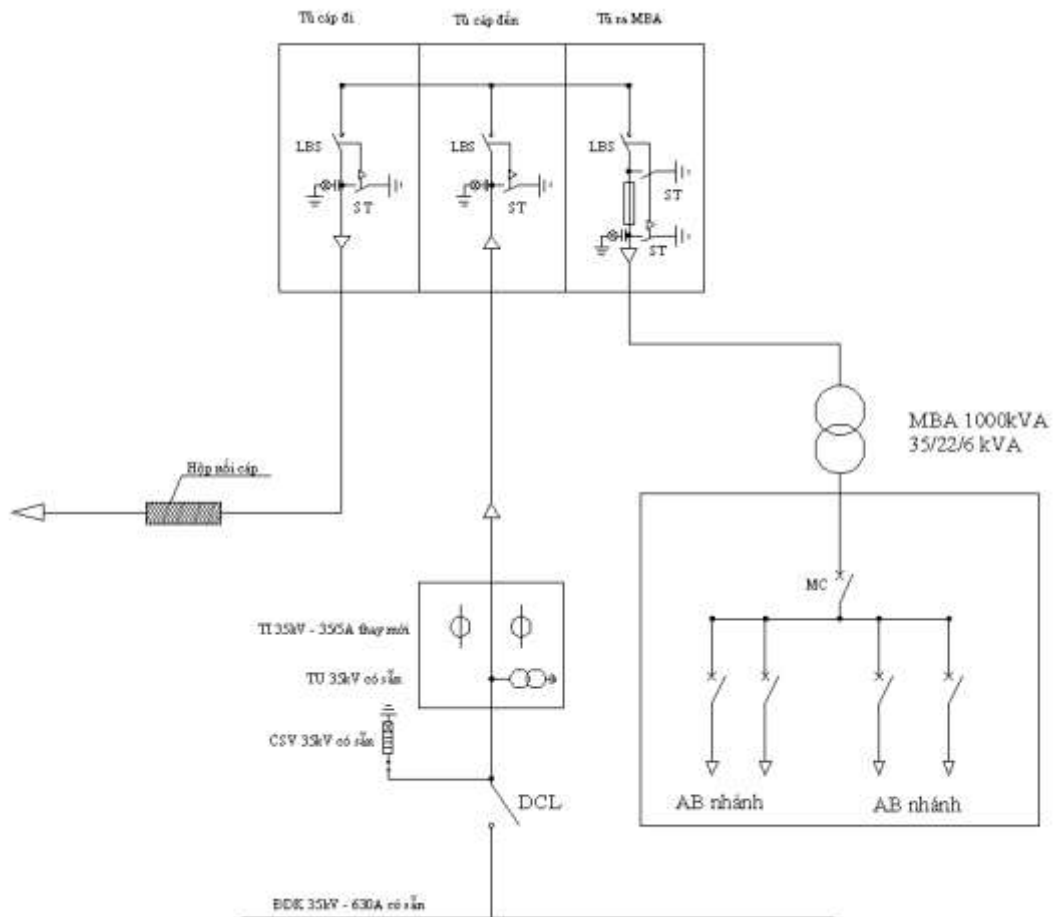 Tủ cáp đi
Tủ cáp đến
Tủ ra MBA
LBS
LBS
LBS
ST
ST
ST
ST
MBA 1000kVA
35/22/6 kVA
Hộp nối cáp
MC
TI 35kV - 35/5A thay mới
TU 35kV có sẵn
CSV 35kV có sẵn
DCL
AB nhánh
AB nhánh
ĐDK 35kV - 630A có sẵn